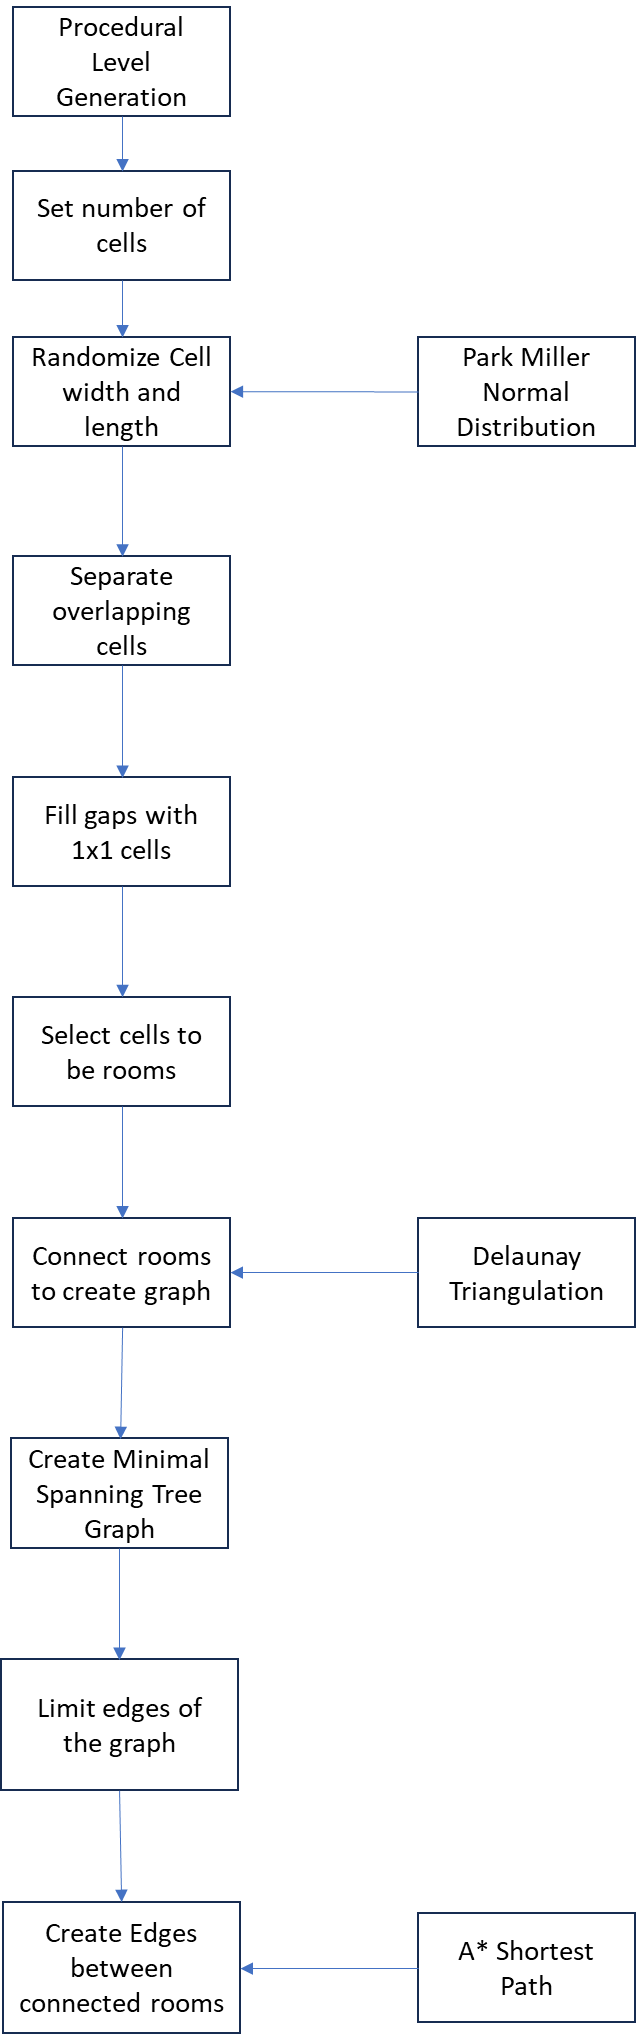 Procedural
Level
Generation
Set number of
cells
Randomize Cell
width and
length
Park Miller
Normal
Distribution
Separate
overlapping
cells
Fill gaps with
1x1 cells
Select cells to
be rooms
Connect rooms
to create graph
Delaunay
Triangulation
Create Minimal
Spanning Tree
Graph
Limit edges of
the graph
Create Edges
between
connected rooms
A* Shortest
Path